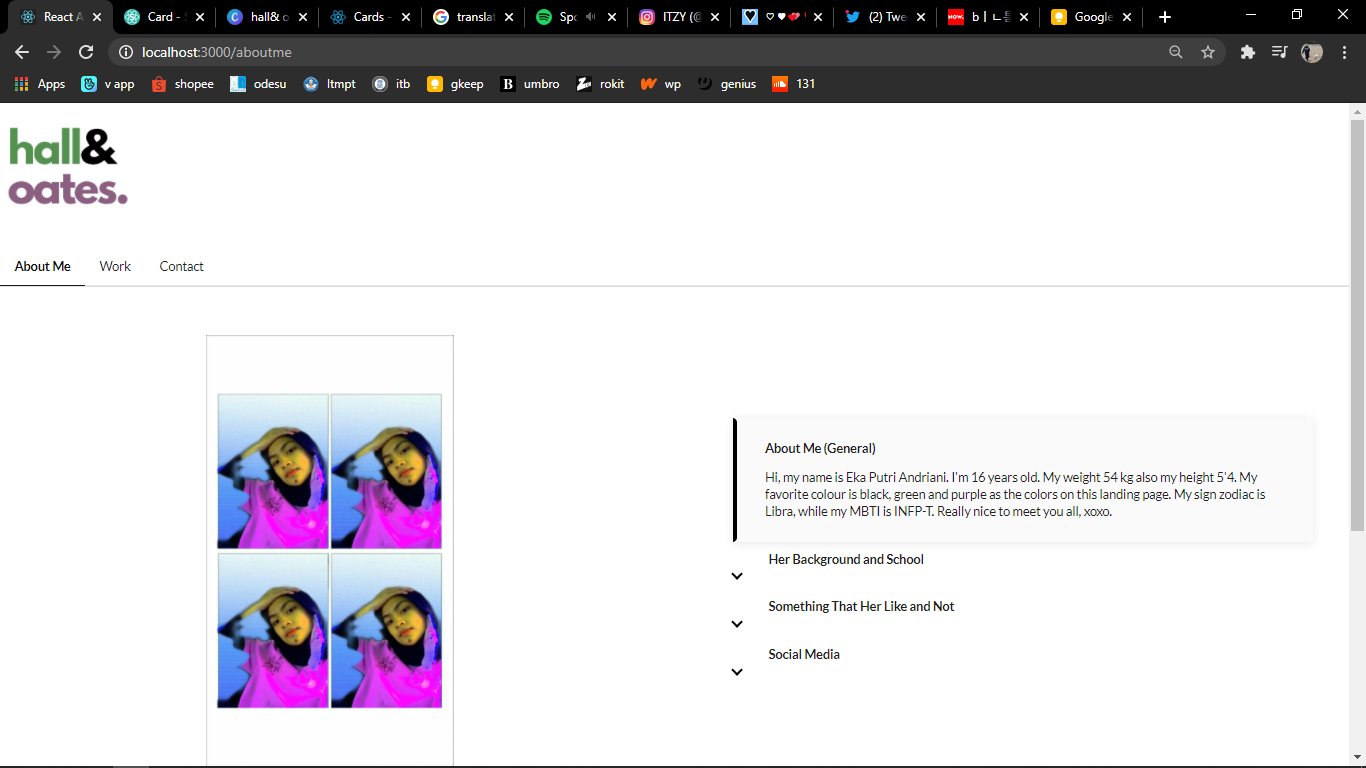 React A
Card - S
hall& o
Cards -
translat
Spo
ITZY (@
♡ ♥ 💔
(2) Twe
Google
localhost:3000/aboutme
Apps
v app
shopee
odesu
ltmpt
itb
gkeep
umbro
rokit
wp
genius
131
hall&
oates.
About Me
Work
Contact
About Me (General)
Hi, my name is Eka Putri Andriani. I'm 16 years old. My weight 54 kg also my height 5'4. My
favorite colour is black, green and purple as the colors on this landing page. My sign zodiac is
Libra, while my MBTI is INFP-T. Really nice to meet you all, xoxo.
Her Background and School
Something That Her Like and Not
Social Media